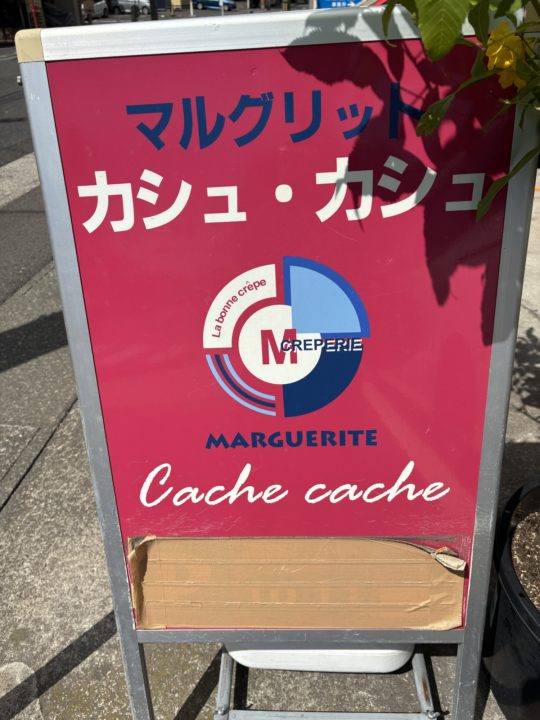 マルグリット
カシュ・カシュ
La bonne crêpe
M
CREPERIE
MARGUERITE
Cache cache